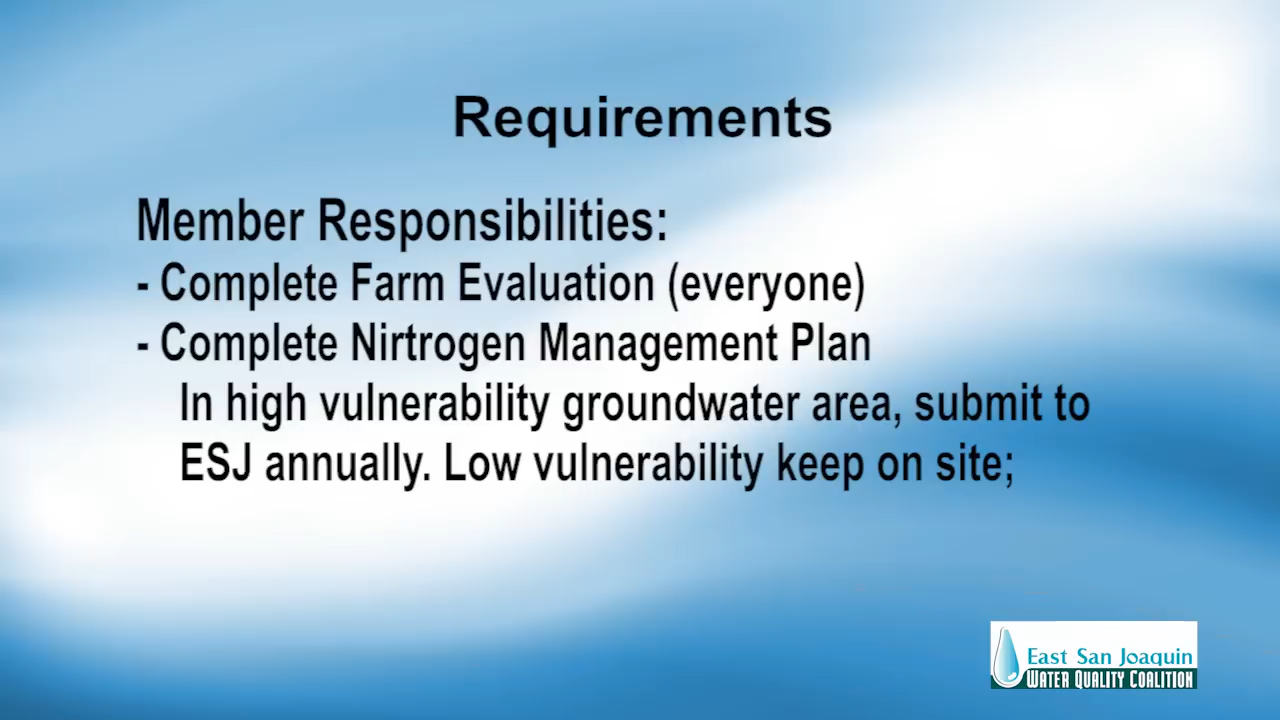 Requirements
Member Responsibilities:
- Complete Farm Evaluation (everyone)
- Complete Nirtrogen Management Plan
In high vulnerability groundwater area, submit to
ESJ annually. Low vulnerability keep on site;
East San Joaquin
WATER QUALITY COALITION